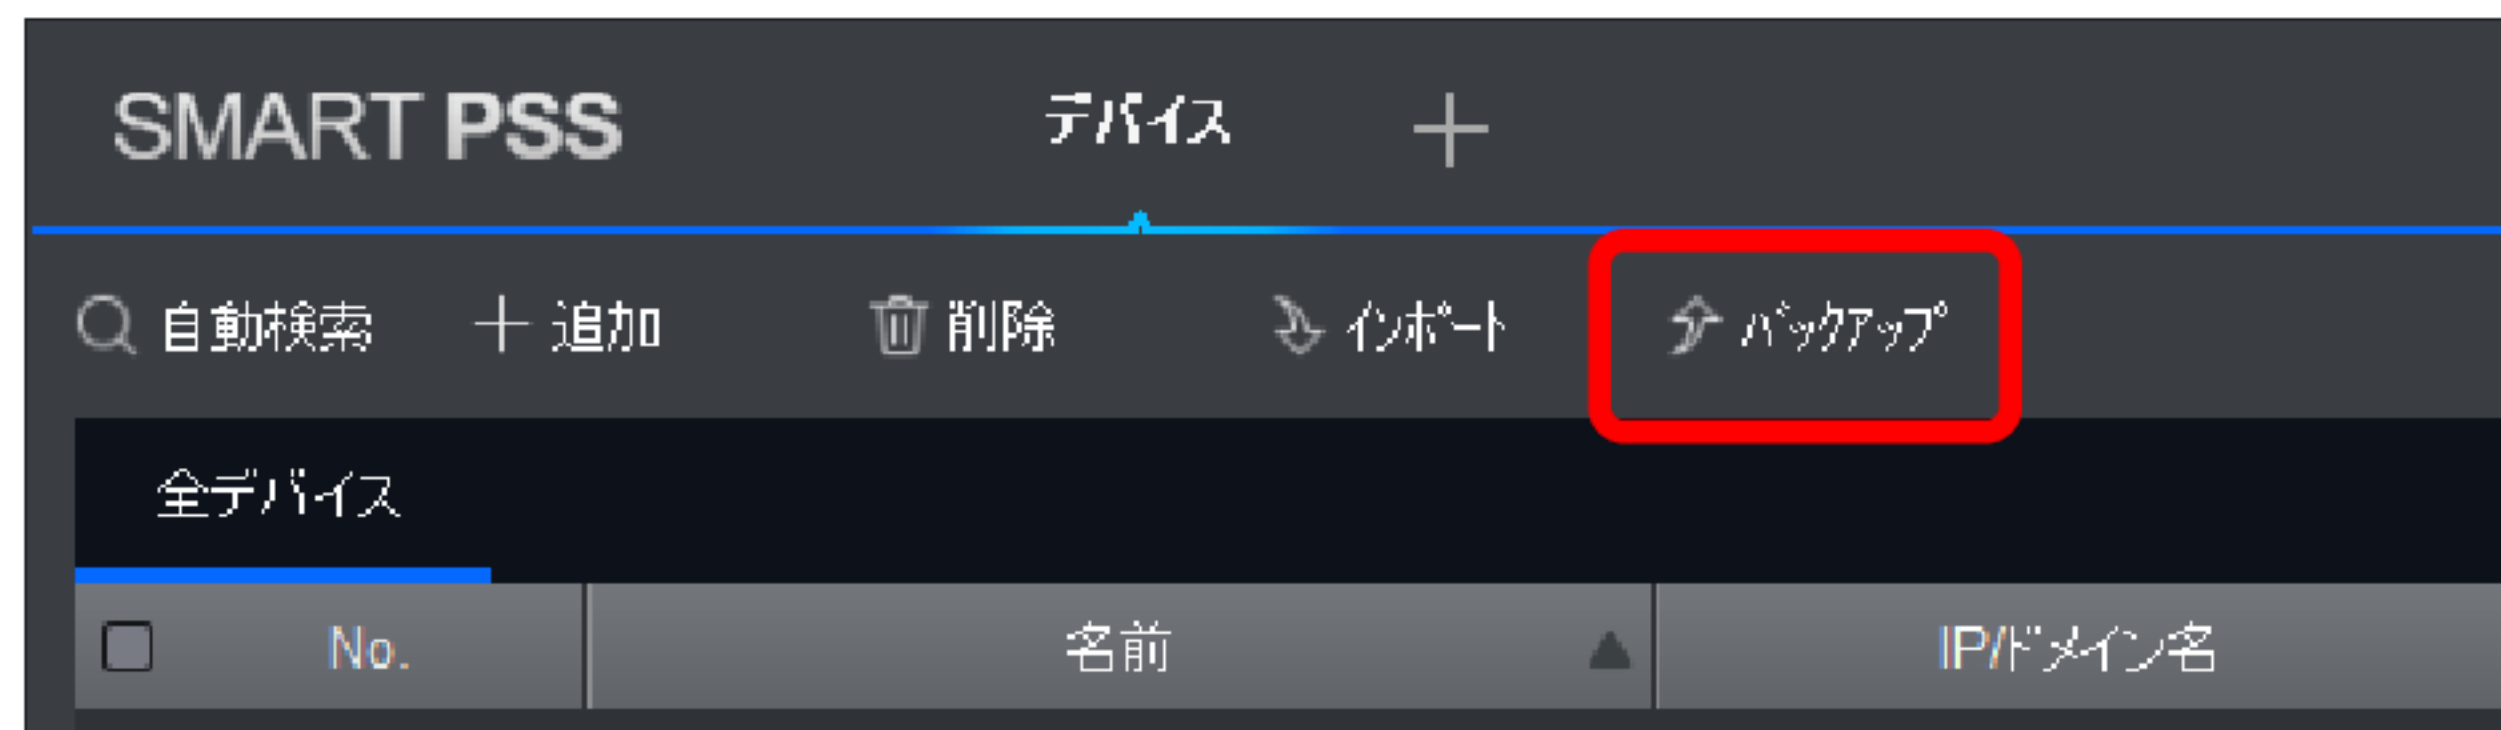 SMART PSS デバイス
自動検索 追加 削除 インポート バックアップ
全デバイス
No. 名前 IP/ドメイン名